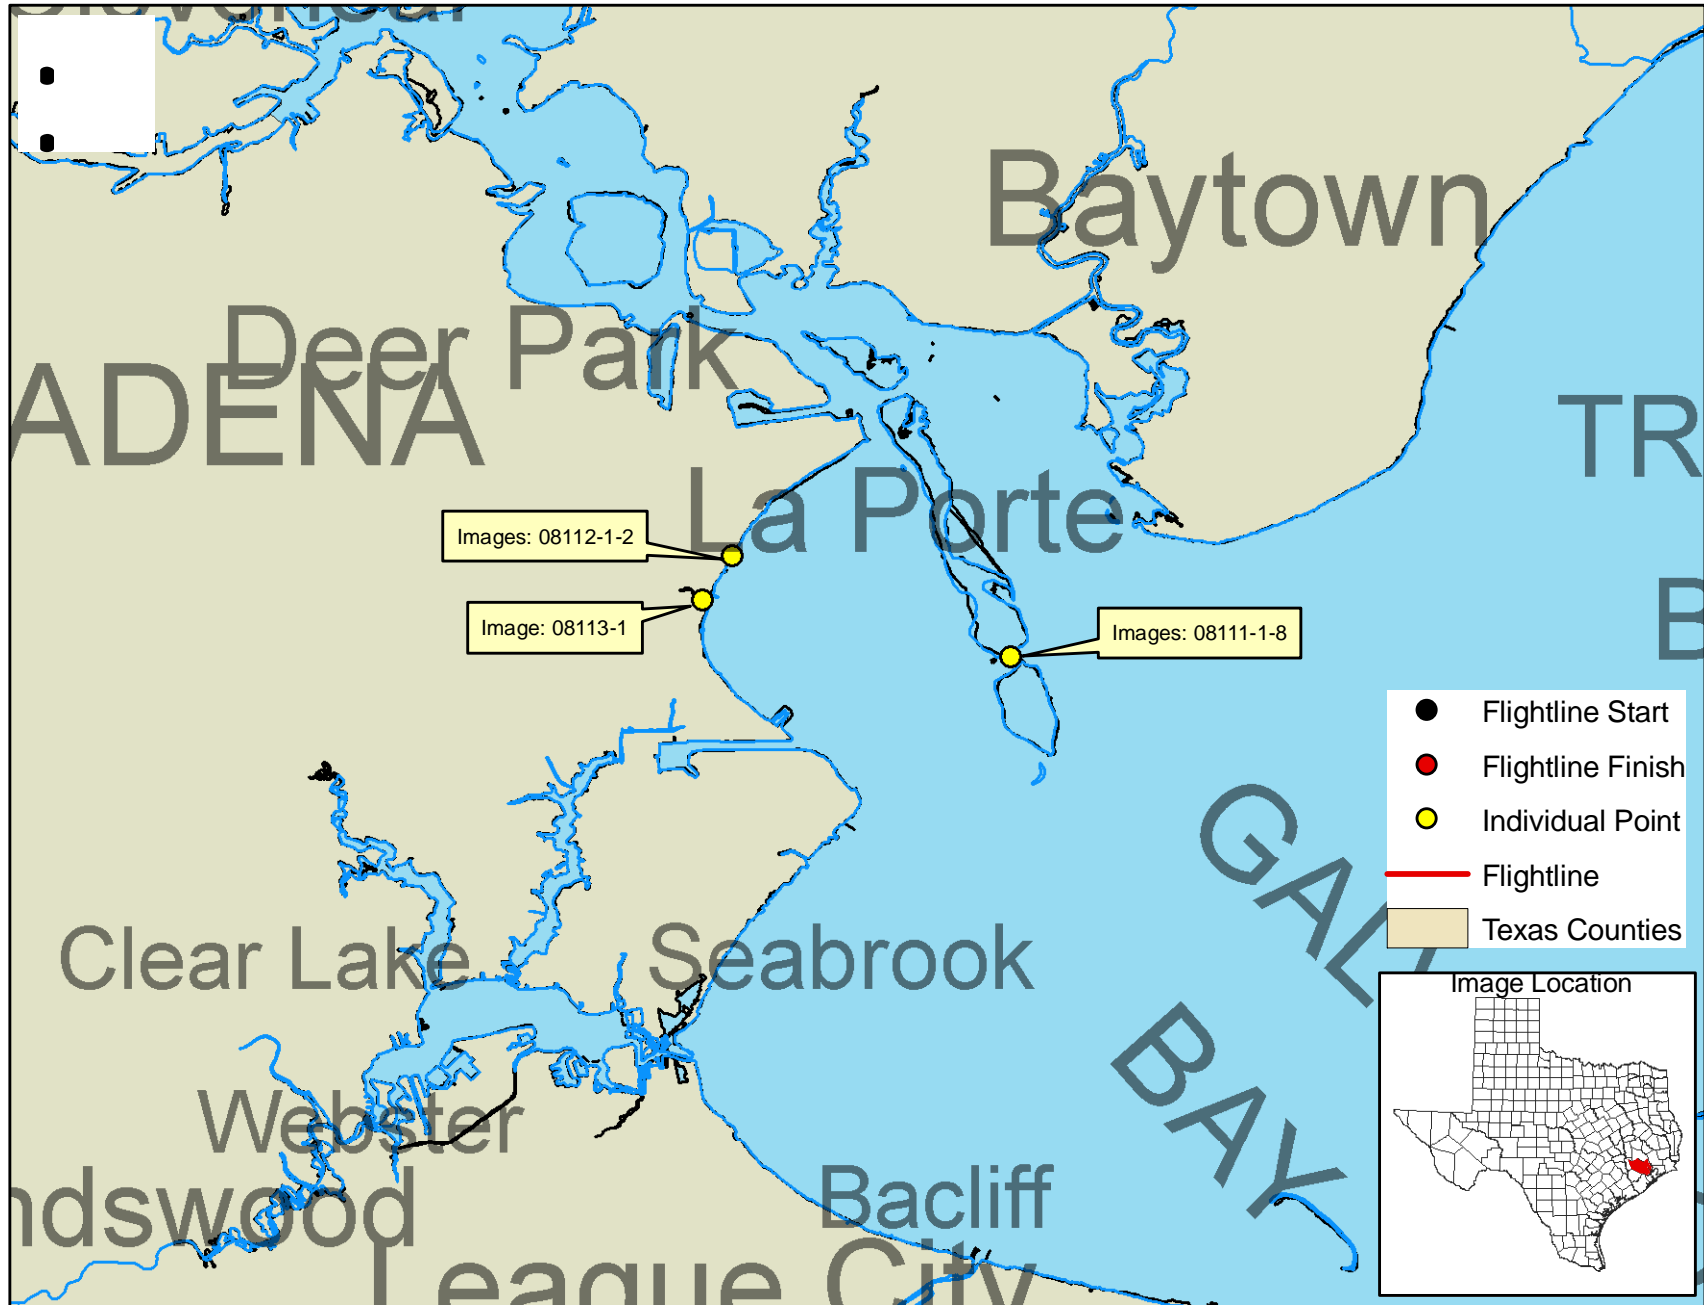 Baytown
Deer Park
ADENA
TR
La Porte
Images: 08112-1-2
Image: 08113-1
Images: 08111-1-8
B
Flightline Start
Flightline Finish
Individual Point
Flightline
Texas Counties
GAL
BAY
Clear Lake
Seabrook
Image Location
Webster
ndswood
Bacliff
League City